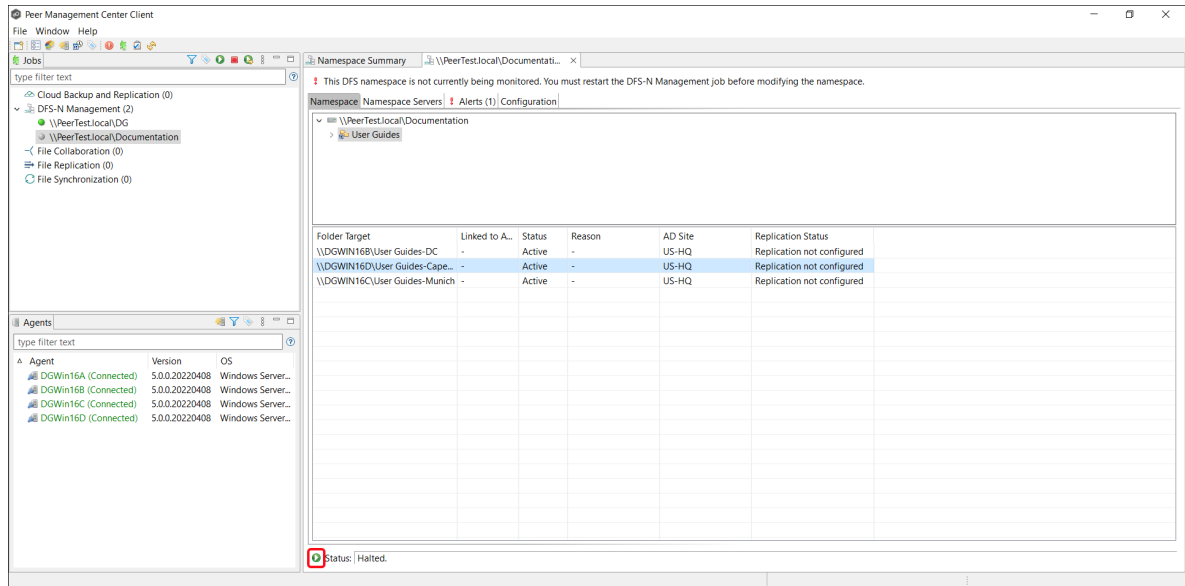 Peer Management Center Client
File Window Help
Jobs
type filter text
Cloud Backup and Replication (0)
DFS-N Management (2)
\\PeerTest.local\DG
\\PeerTest.local\Documentation
File Collaboration (0)
File Replication (0)
File Synchronization (0)
Agents
type filter text
Agent Version OS
DGWin16A (Connected) 5.0.0.20220408 Windows Server...
DGWin16B (Connected) 5.0.0.20220408 Windows Server...
DGWin16C (Connected) 5.0.0.20220408 Windows Server...
DGWin16D (Connected) 5.0.0.20220408 Windows Server...
Namespace Summary \\PeerTest.local\Documentati...
This DFS namespace is not currently being monitored. You must restart the DFS-N Management job before modifying the namespace.
Namespace Namespace Servers Alerts (1) Configuration
\\PeerTest.local\Documentation
User Guides
Folder Target Linked to A... Status Reason AD Site Replication Status
\\DGWIN16B\User Guides-DC - Active - US-HQ Replication not configured
\\DGWIN16D\User Guides-Cape... - Active - US-HQ Replication not configured
\\DGWIN16C\User Guides-Munich - Active - US-HQ Replication not configured
Status: Halted.